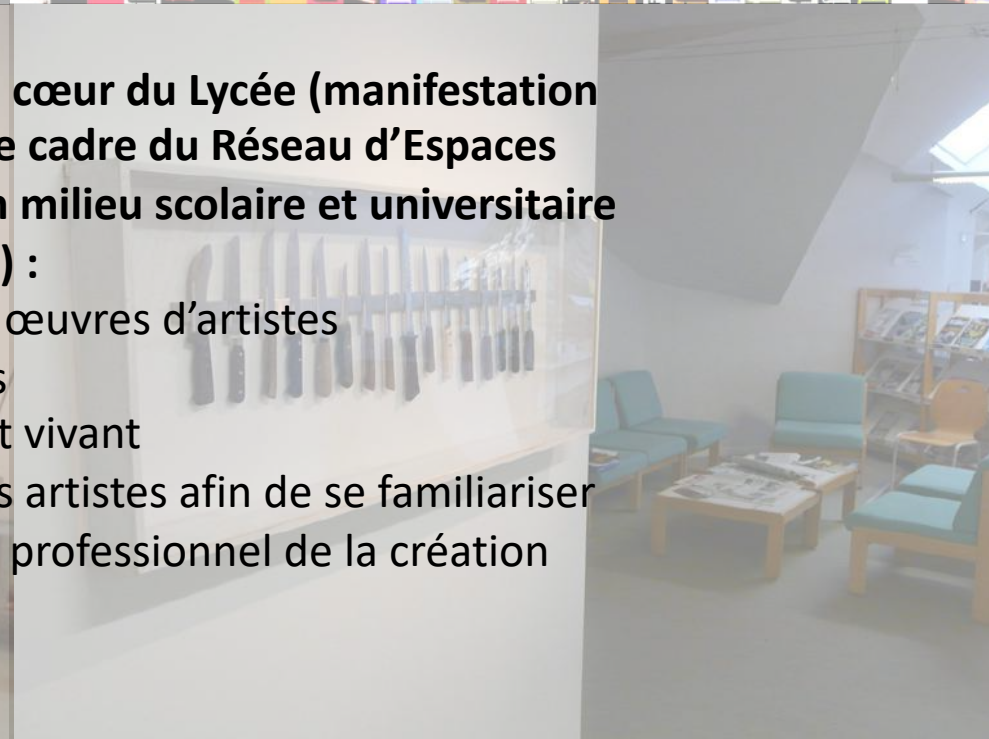 cœur du Lycée (manifestation
cadre du Réseau d’Espaces
milieu scolaire et universitaire
) :
œuvres d’artistes
vivant
artistes afin de se familiariser
professionnel de la création